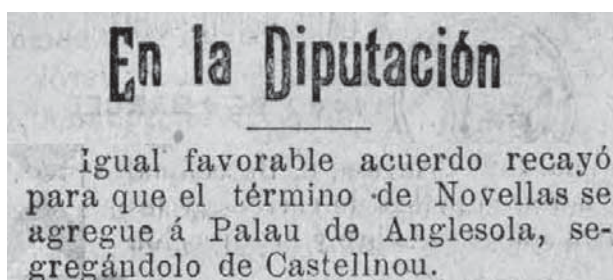 En la Diputación
Igual favorable acuerdo recayó
para que el término de Novellas se
agregue á Palau de Anglesola, se-
gregándolo de Castellnou.